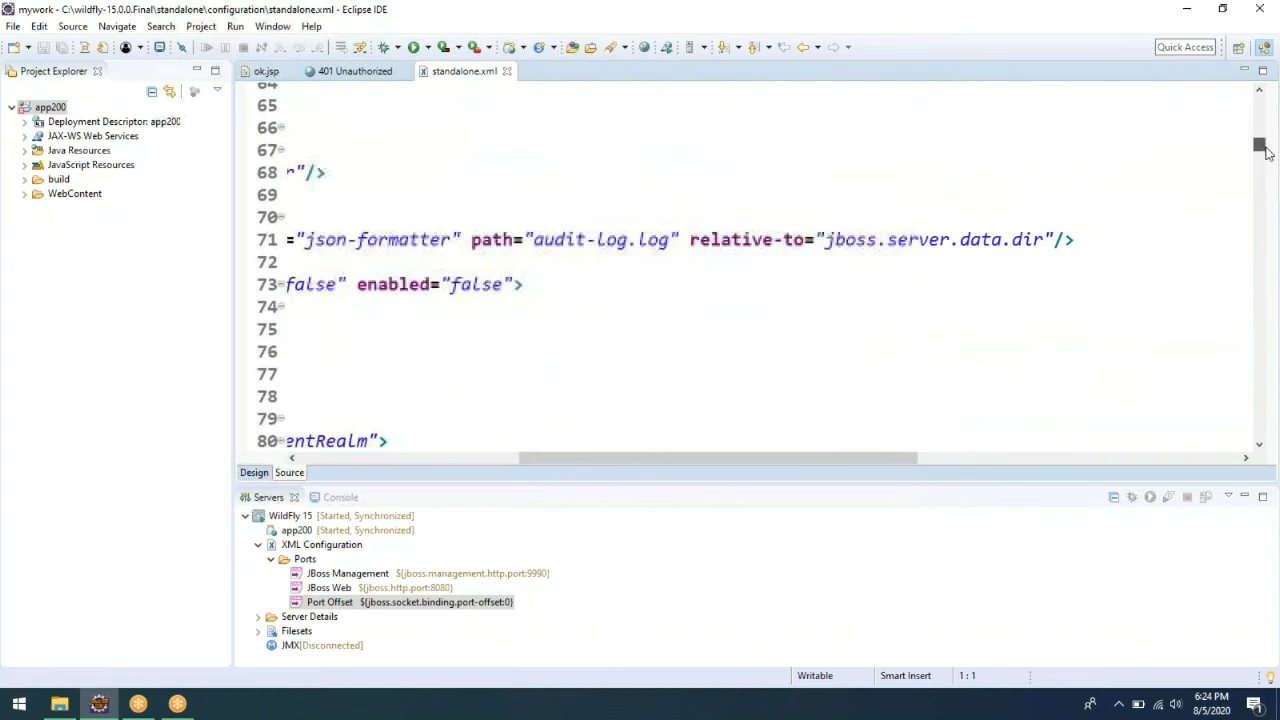 mywork - C:\wildfly-15.0.0.Final\standalone\configuration\standalone.xml - Eclipse IDE
File Edit Source Navigate Search Project Run Window Help
Quick Access
Project Explorer
ok.jsp
401 Unauthorized
standalone.xml
app200
Deployment Descriptor: app200
JAX-WS Web Services
Java Resources
JavaScript Resources
build
WebContent
64
65
66
67
68 r"/>
69
70
71 ="json-formatter" path="audit-log.log" relative-to="jboss.server.data.dir"/>
72
73 false" enabled="false">
74
75
76
77
78
79
80 entRealm">
Design Source
Servers Console
WildFly 15 [Started, Synchronized]
app200 [Started, Synchronized]
XML Configuration
Ports
JBoss Management ${jboss.management.http.port:9990}
JBoss Web ${jboss.http.port:8080}
Port Offset ${jboss.socket.binding.port-offset:0}
Server Details
Filesets
JMX[Disconnected]
Writable Smart Insert 1 : 1
6:24 PM
8/5/2020
1